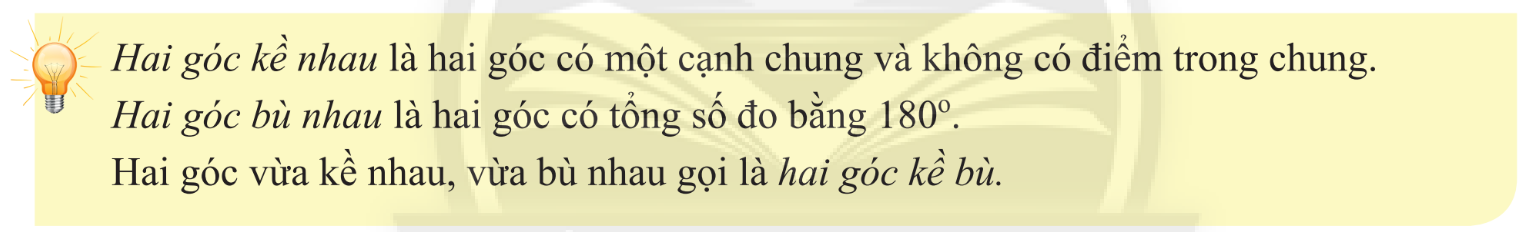 Hai góc kề nhau là hai góc có một cạnh chung và không có điểm trong chung.
Hai góc bù nhau là hai góc có tổng số đo bằng 180º.
Hai góc vừa kề nhau, vừa bù nhau gọi là hai góc kề bù.